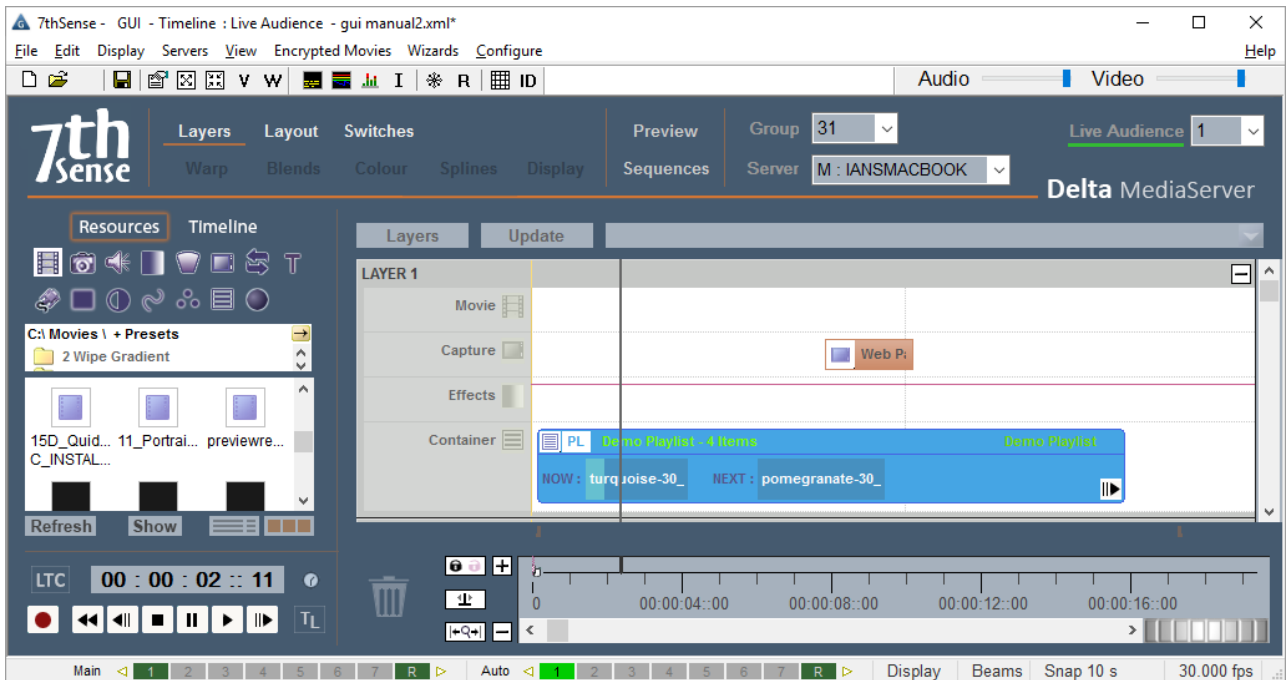 7thSense - GUI - Timeline : Live Audience - gui manual2.xml*
File Edit Display Servers View Encrypted Movies Wizards Configure Help
V W I R ID Audio Video
7th Sense
Layers Layout Switches Preview Group 31 Live Audience 1
Warp Blends Colour Splines Display Sequences Server M : IANSMACBOOK
Delta MediaServer
Resources Timeline
Layers Update
T
LAYER 1
Movie
C:\ Movies \ + Presets
2 Wipe Gradient
Capture Web Pa
Effects
15D_Quid... 11_Portrai... previewre...
C_INSTAL...
Container PL Demo Playlist - 4 Items Demo Playlist
NOW : turquoise-30_ NEXT : pomegranate-30_
Refresh Show
LTC 00 : 00 : 02 :: 11
0 00:00:04::00 00:00:08::00 00:00:12::00 00:00:16::00
TL
Main 1 2 3 4 5 6 7 R Auto 1 2 3 4 5 6 7 R Display Beams Snap 10 s 30.000 fps